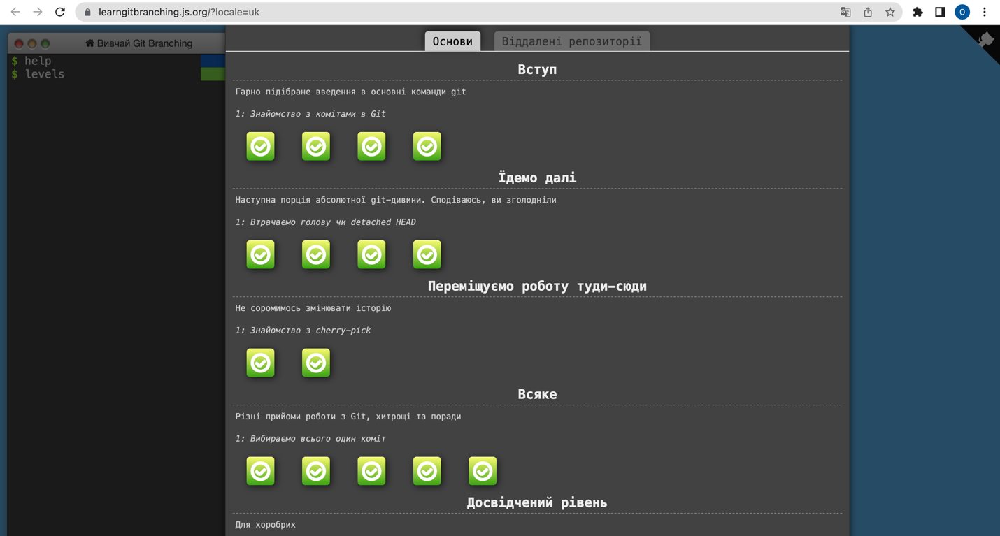 learngitbranching.js.org/?locale=uk
O
Вивчай Git Branching
$ help
$ levels
Основи
Віддалені репозиторії
Вступ
Гарно підібране введення в основні команди git
1: Знайомство з комітами в Git
Їдемо далі
Наступна порція абсолютної git-дивини. Сподіваюсь, ви зголодніли
1: Втрачаємо голову чи detached HEAD
Переміщуємо роботу туди-сюди
Не соромимось змінювати історію
1: Знайомство з cherry-pick
Всяке
Різні прийоми роботи з Git, хитрощі та поради
1: Вибираємо всього один коміт
Досвідчений рівень
Для хоробрих